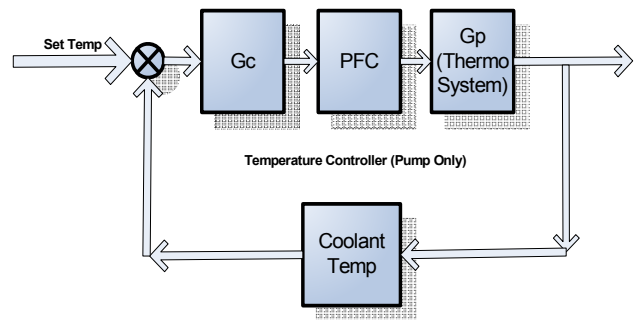 Set Temp
Gc
PFC
Gp
(Thermo
System)
Temperature Controller (Pump Only)
Coolant
Temp